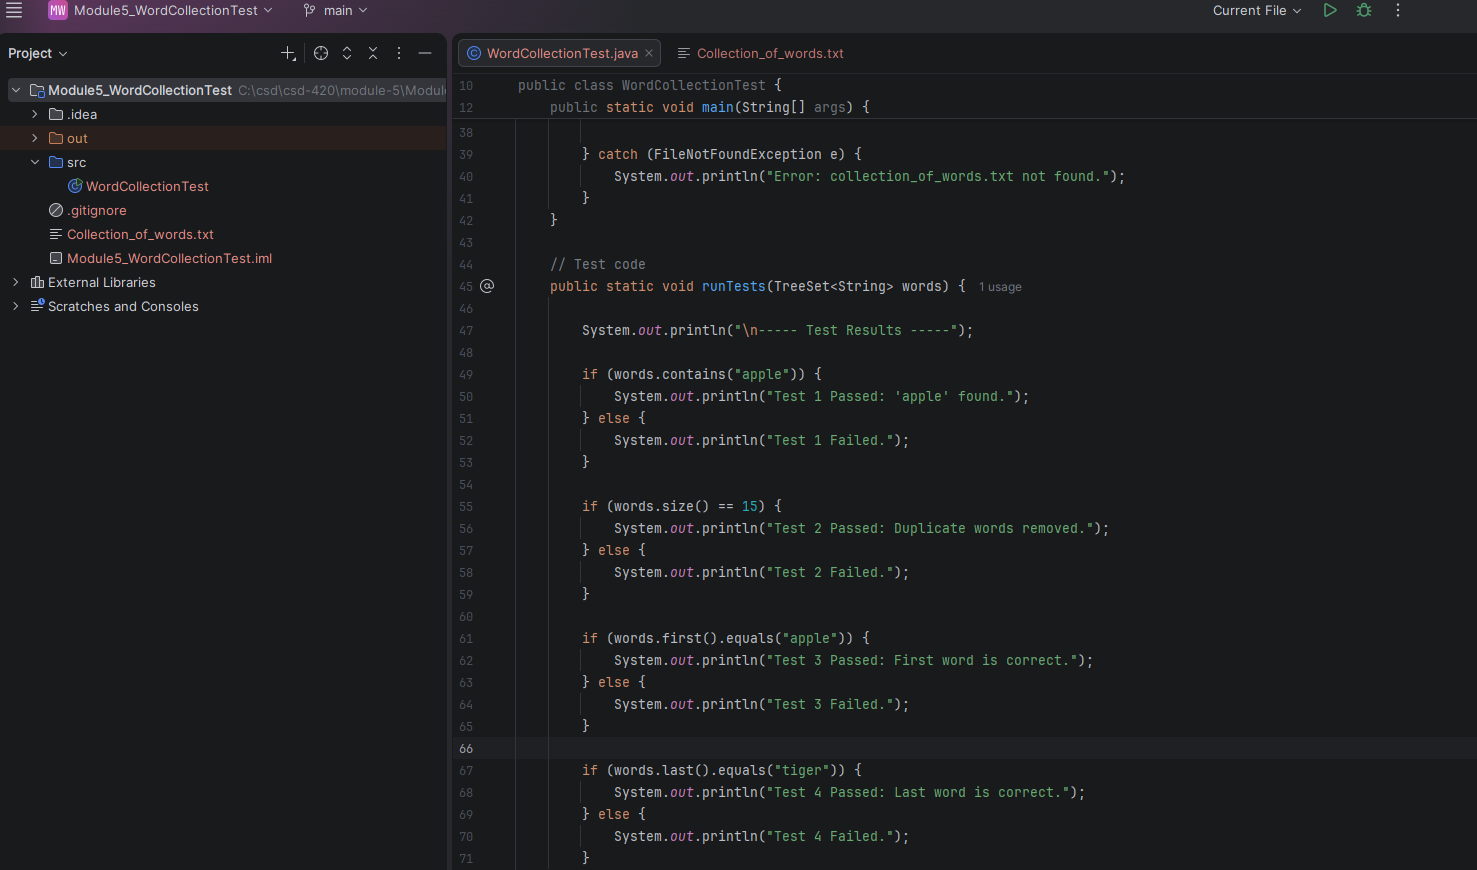 MW Module5_WordCollectionTest main Current File
Project
Module5_WordCollectionTest C:\csd\csd-420\module-5\Modul
.idea
out
src
WordCollectionTest
.gitignore
Collection_of_words.txt
Module5_WordCollectionTest.iml
External Libraries
Scratches and Consoles
WordCollectionTest.java Collection_of_words.txt
10 public class WordCollectionTest {
12 public static void main(String[] args) {
38
39 } catch (FileNotFoundException e) {
40 System.out.println("Error: collection_of_words.txt not found.");
41 }
42 }
43
44 // Test code
45 @ public static void runTests(TreeSet<String> words) { 1 usage
46
47 System.out.println("\n----- Test Results -----");
48
49 if (words.contains("apple")) {
50 System.out.println("Test 1 Passed: 'apple' found.");
51 } else {
52 System.out.println("Test 1 Failed.");
53 }
54
55 if (words.size() == 15) {
56 System.out.println("Test 2 Passed: Duplicate words removed.");
57 } else {
58 System.out.println("Test 2 Failed.");
59 }
60
61 if (words.first().equals("apple")) {
62 System.out.println("Test 3 Passed: First word is correct.");
63 } else {
64 System.out.println("Test 3 Failed.");
65 }
66
67 if (words.last().equals("tiger")) {
68 System.out.println("Test 4 Passed: Last word is correct.");
69 } else {
70 System.out.println("Test 4 Failed.");
71 }